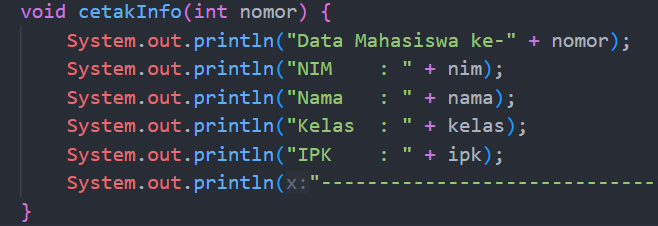 void cetakInfo(int nomor) {
    System.out.println("Data Mahasiswa ke-" + nomor);
    System.out.println("NIM    : " + nim);
    System.out.println("Nama   : " + nama);
    System.out.println("Kelas  : " + kelas);
    System.out.println("IPK    : " + ipk);
    System.out.println(x:"-----------------------------
}